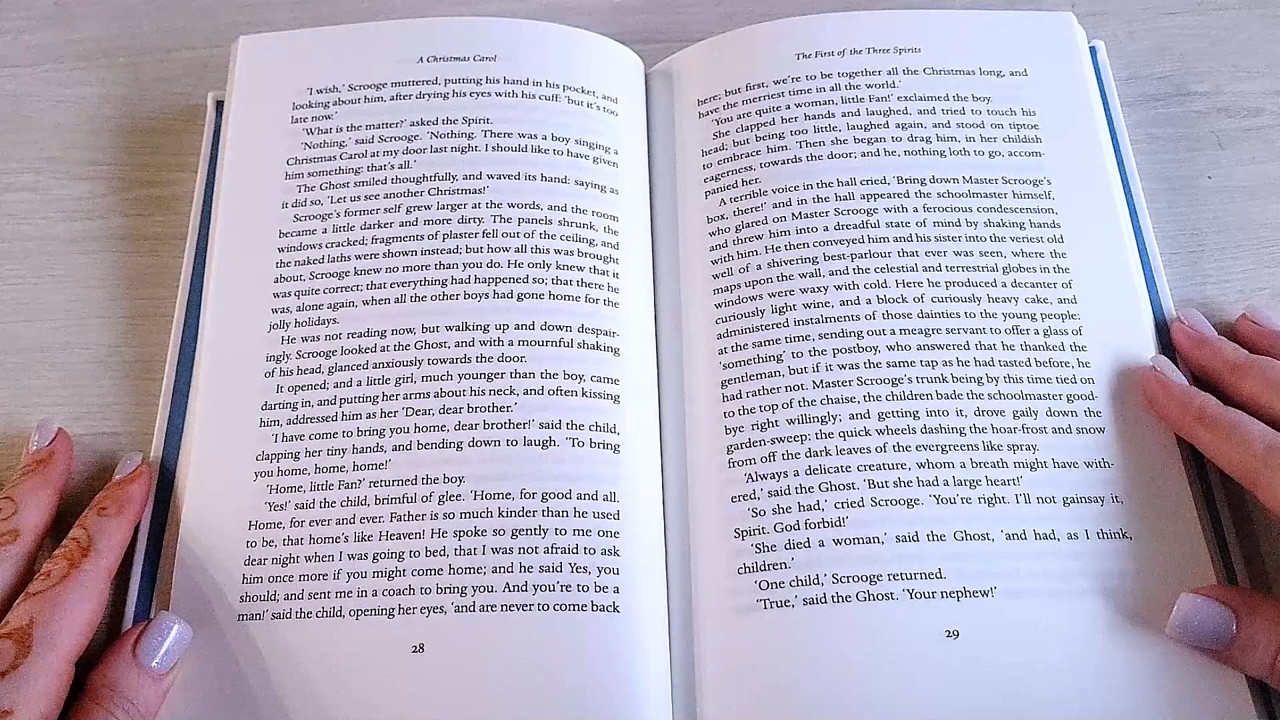 A Christmas Carol
'I wish,' Scrooge muttered, putting his hand in his pocket, and
looking about him, after drying his eyes with his cuff: 'but it's too
late now.'
'What is the matter?' asked the Spirit.
'Nothing,' said Scrooge. 'Nothing. There was a boy singing a
Christmas Carol at my door last night. I should like to have given
him something: that's all.'
The Ghost smiled thoughtfully, and waved its hand: saying as
it did so, 'Let us see another Christmas!'
Scrooge's former self grew larger at the words, and the room
became a little darker and more dirty. The panels shrunk, the
windows cracked; fragments of plaster fell out of the ceiling, and
the naked laths were shown instead; but how all this was brought
about, Scrooge knew no more than you do. He only knew that it
was quite correct; that everything had happened so; that there he
was, alone again, when all the other boys had gone home for the
jolly holidays.
He was not reading now, but walking up and down despair-
ingly. Scrooge looked at the Ghost, and with a mournful shaking
of his head, glanced anxiously towards the door.
It opened; and a little girl, much younger than the boy, came
darting in, and putting her arms about his neck, and often kissing
him, addressed him as her 'Dear, dear brother.'
'I have come to bring you home, dear brother!' said the child,
clapping her tiny hands, and bending down to laugh. 'To bring
you home, home, home!'
'Home, little Fan?' returned the boy.
'Yes!' said the child, brimful of glee. 'Home, for good and all.
Home, for ever and ever. Father is so much kinder than he used
to be, that home's like Heaven! He spoke so gently to me one
dear night when I was going to bed, that I was not afraid to ask
him once more if you might come home; and he said Yes, you
should; and sent me in a coach to bring you. And you're to be a
man!' said the child, opening her eyes, 'and are never to come back
28
The First of the Three Spirits
here; but first, we're to be together all the Christmas long, and
have the merriest time in all the world.'
'You are quite a woman, little Fan!' exclaimed the boy.
She clapped her hands and laughed, and tried to touch his
head; but being too little, laughed again, and stood on tiptoe
to embrace him. Then she began to drag him, in her childish
eagerness, towards the door; and he, nothing loth to go, accom-
panied her.
A terrible voice in the hall cried, 'Bring down Master Scrooge's
box, there!' and in the hall appeared the schoolmaster himself,
who glared on Master Scrooge with a ferocious condescension,
and threw him into a dreadful state of mind by shaking hands
with him. He then conveyed him and his sister into the veriest old
well of a shivering best-parlour that ever was seen, where the
maps upon the wall, and the celestial and terrestrial globes in the
windows were waxy with cold. Here he produced a decanter of
curiously light wine, and a block of curiously heavy cake, and
administered instalments of those dainties to the young people:
at the same time, sending out a meagre servant to offer a glass of
'something' to the postboy, who answered that he thanked the
gentleman, but if it was the same tap as he had tasted before, he
had rather not. Master Scrooge's trunk being by this time tied on
to the top of the chaise, the children bade the schoolmaster good-
bye right willingly; and getting into it, drove gaily down the
garden-sweep: the quick wheels dashing the hoar-frost and snow
from off the dark leaves of the evergreens like spray.
'Always a delicate creature, whom a breath might have with-
ered,' said the Ghost. 'But she had a large heart!'
'So she had,' cried Scrooge. 'You're right. I'll not gainsay it,
Spirit. God forbid!'
'She died a woman,' said the Ghost, 'and had, as I think,
children.'
'One child,' Scrooge returned.
'True,' said the Ghost. 'Your nephew!'
29